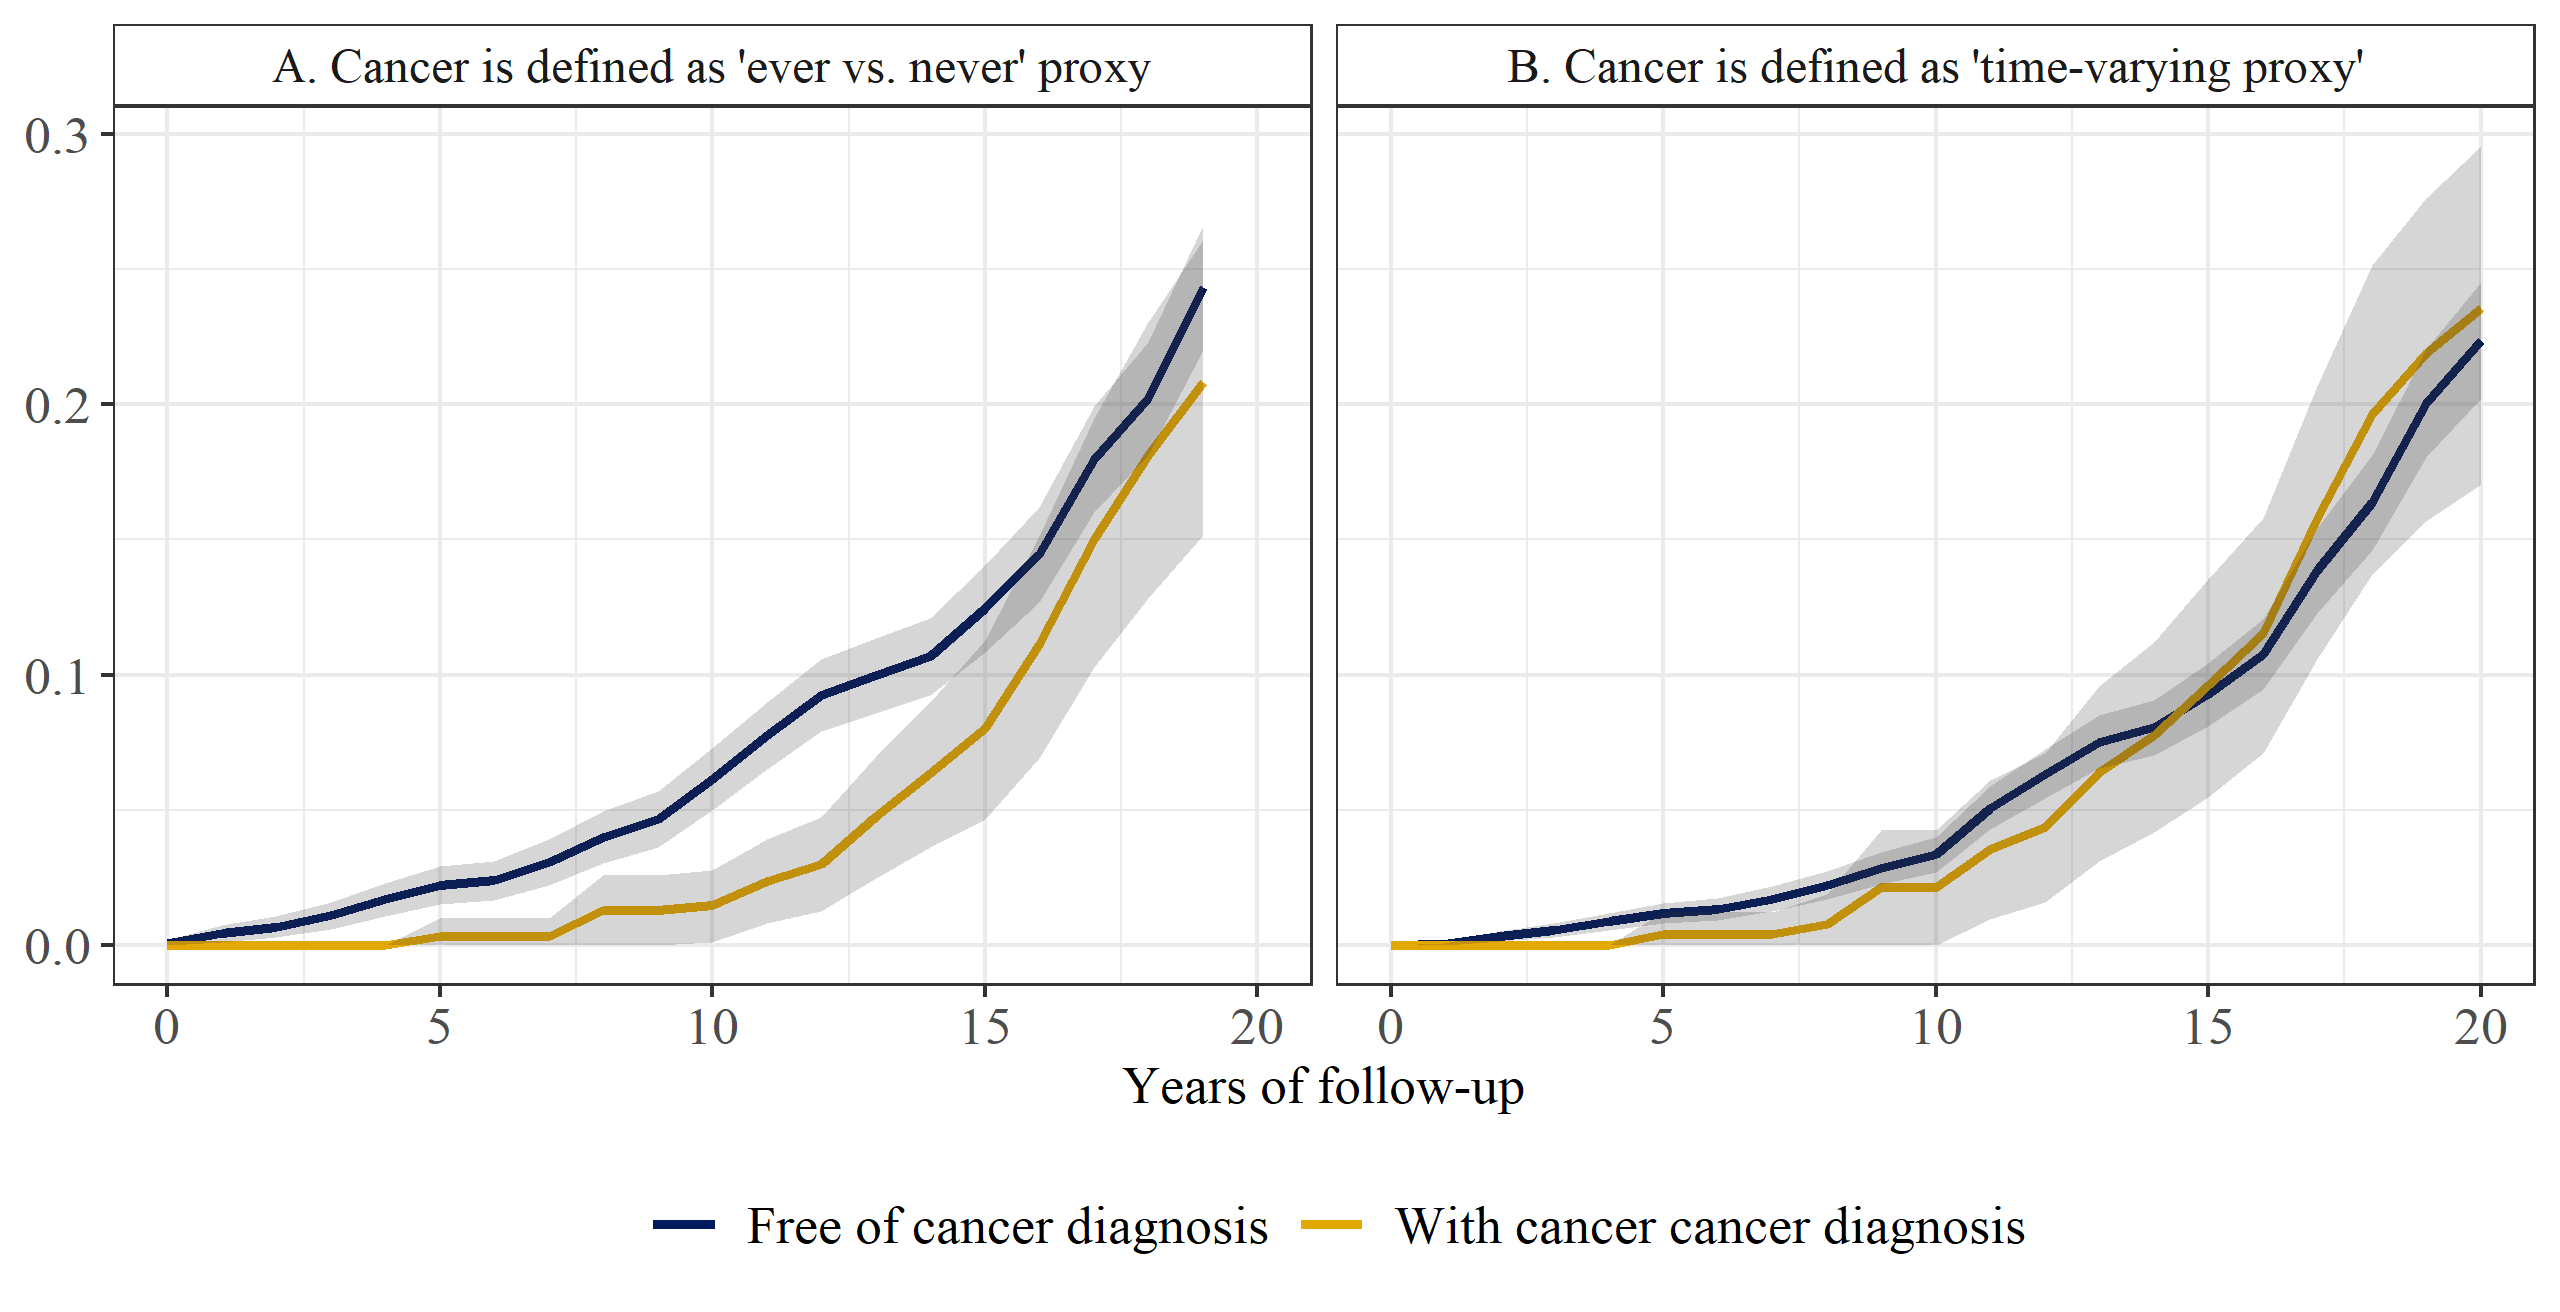 A. Cancer is defined as 'ever vs. never' proxy
B. Cancer is defined as 'time-varying proxy'
0.3
0.2
0.1
0.0
0 5 10 15 20
0 5 10 15 20
Years of follow-up
Free of cancer diagnosis
With cancer cancer diagnosis